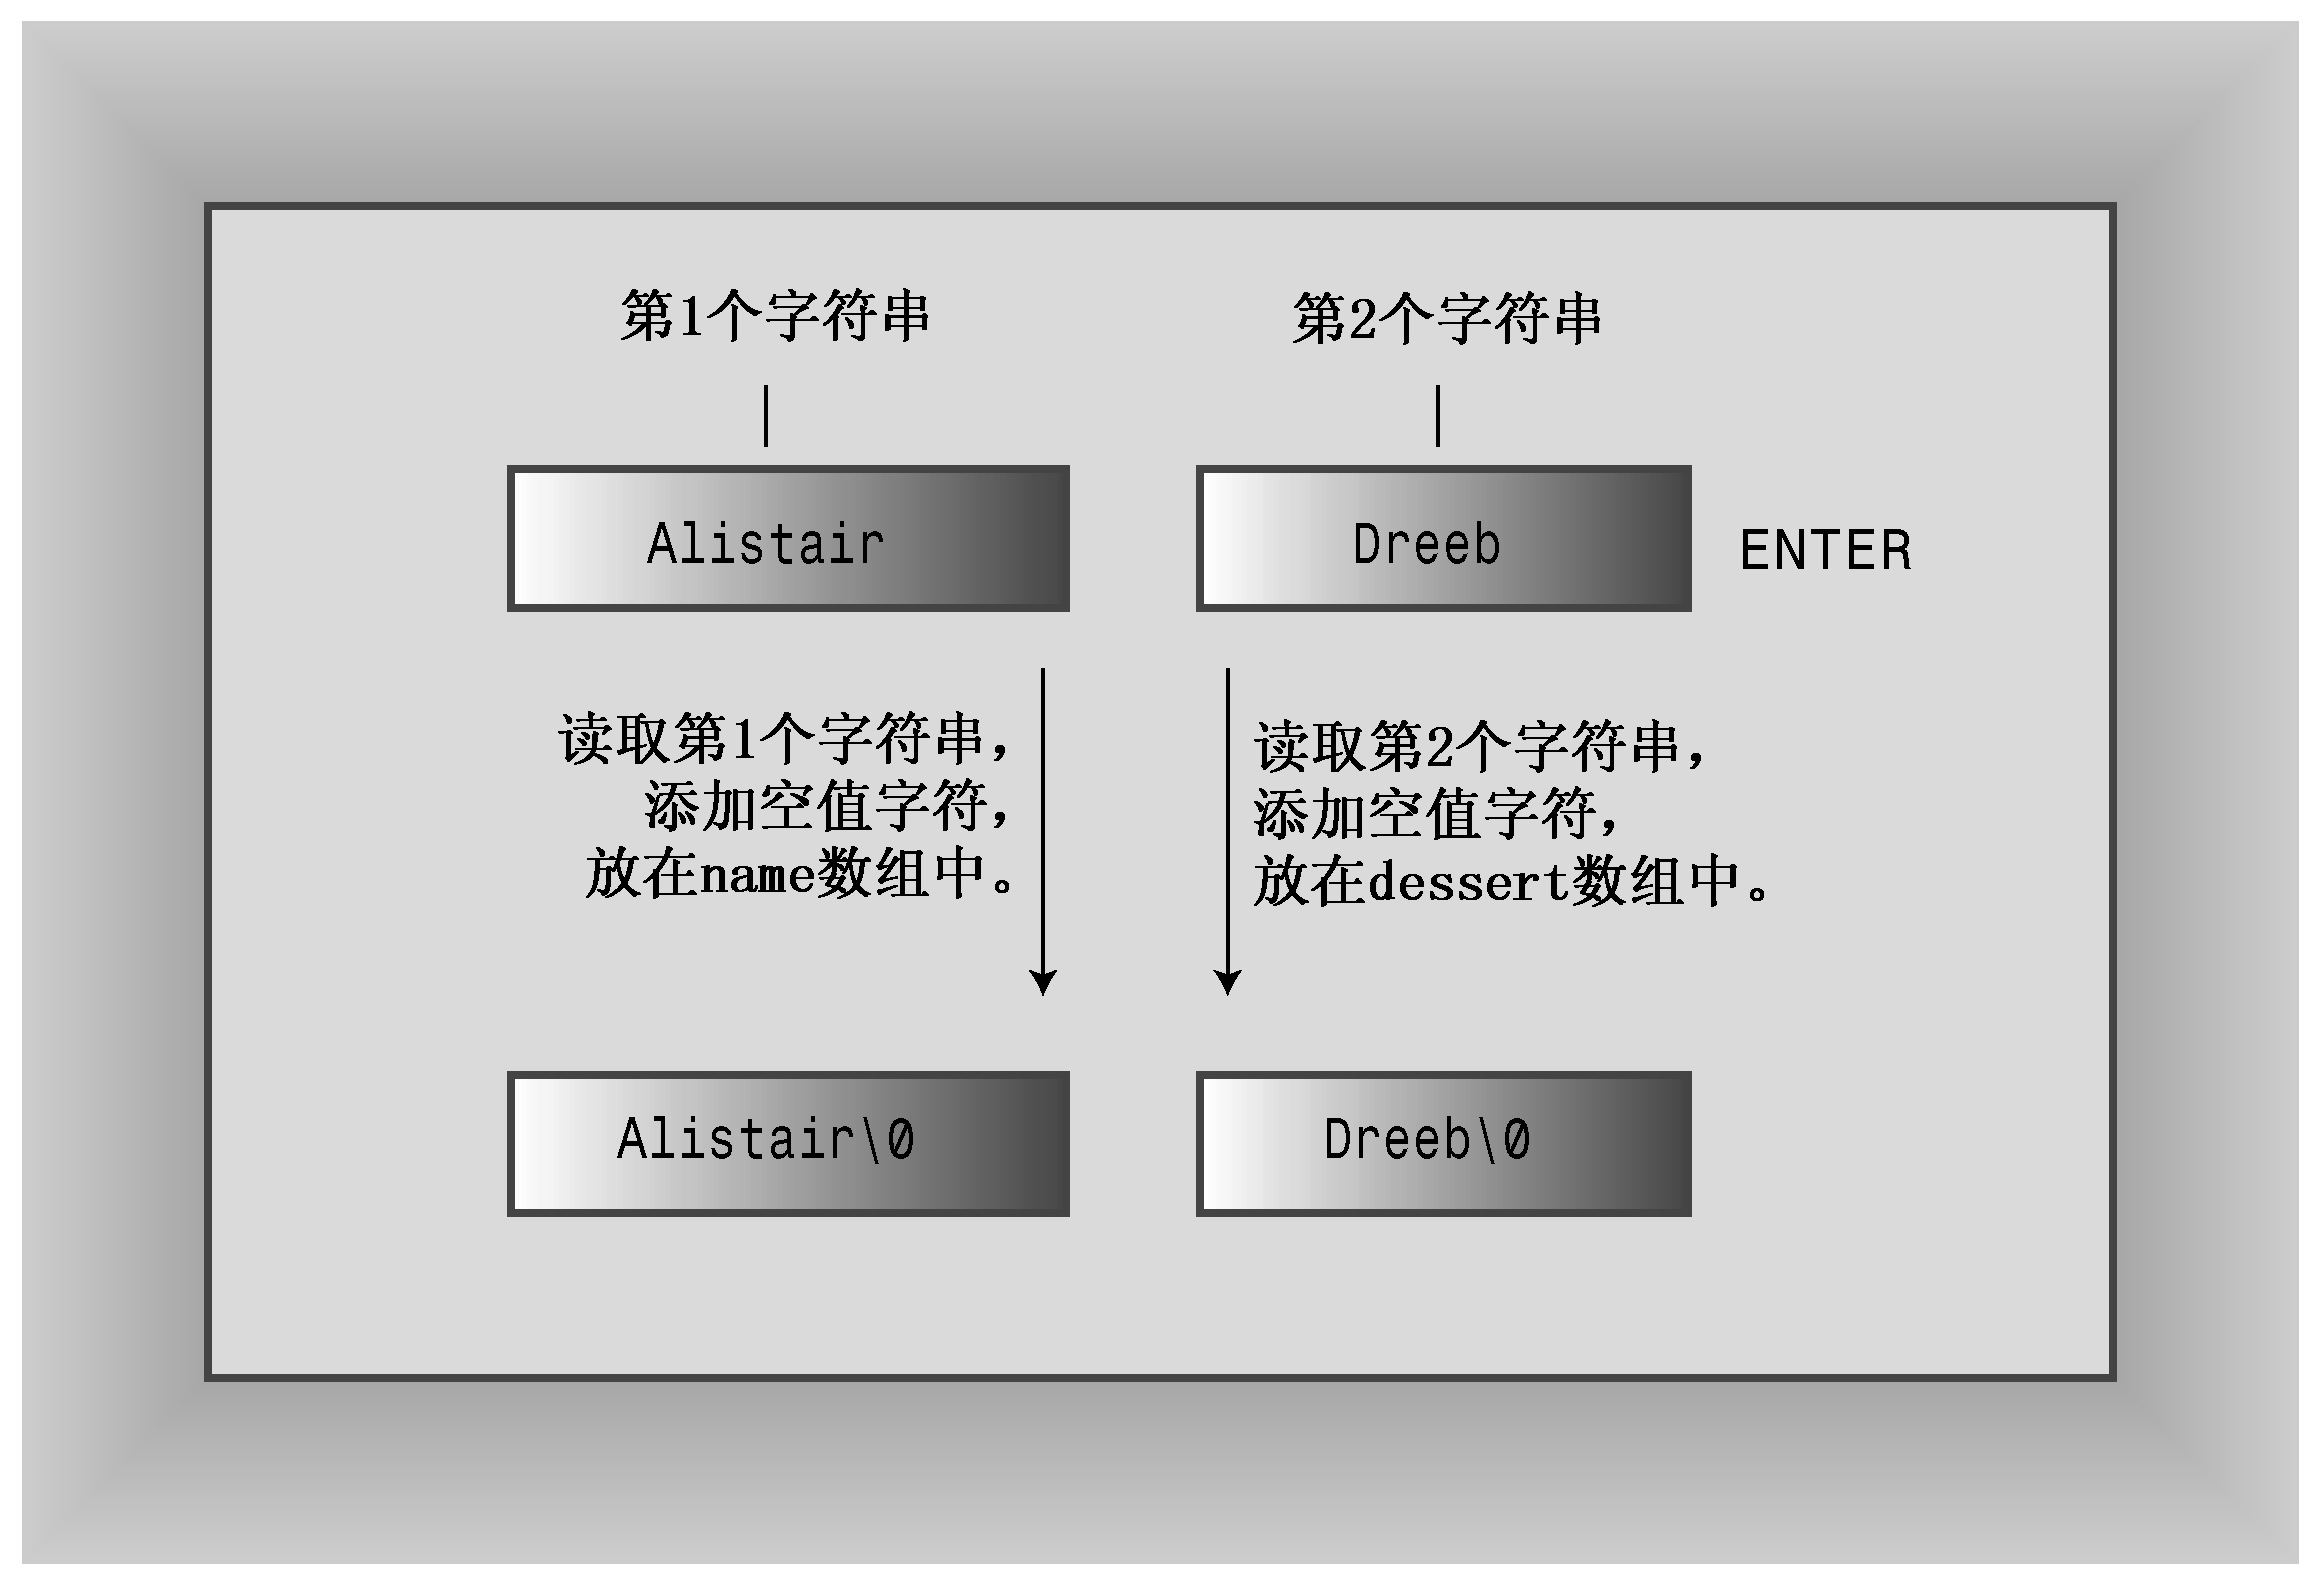 第1个字符串
第2个字符串
Alistair
Dreeb
ENTER
读取第1个字符串，
添加空值字符，
放在name数组中。
读取第2个字符串，
添加空值字符，
放在dessert数组中。
Alistair\0
Dreeb\0